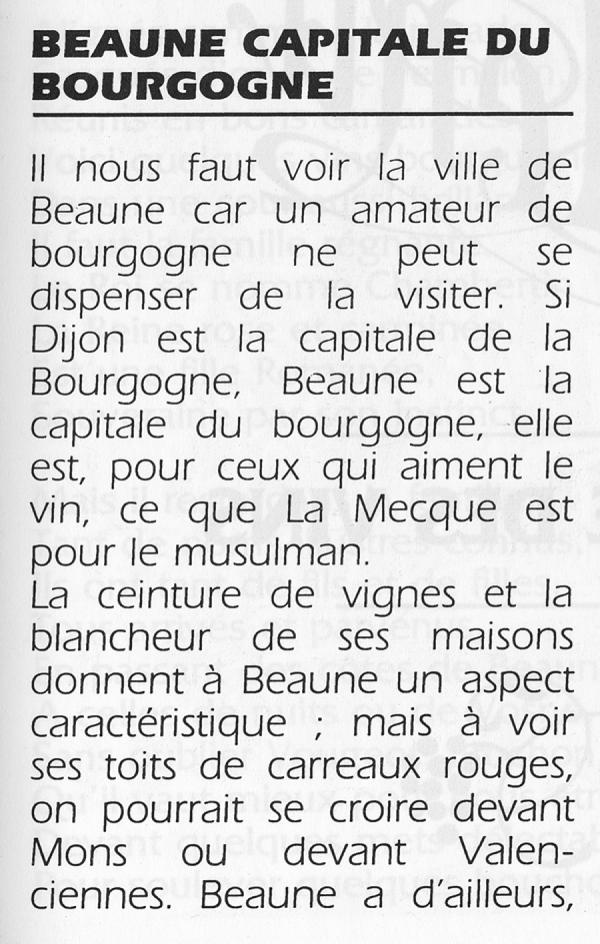 BEAUNE CAPITALE DU
BOURGOGNE
Il nous faut voir la ville de
Beaune car un amateur de
bourgogne ne peut se
dispenser de la visiter. Si
Dijon est la capitale de la
Bourgogne, Beaune est la
capitale du bourgogne, elle
est, pour ceux qui aiment le
vin, ce que La Mecque est
pour le musulman.
La ceinture de vignes et la
blancheur de ses maisons
donnent à Beaune un aspect
caractéristique ; mais à voir
ses toits de carreaux rouges,
on pourrait se croire devant
Mons ou devant Valen-
ciennes. Beaune a d'ailleurs,